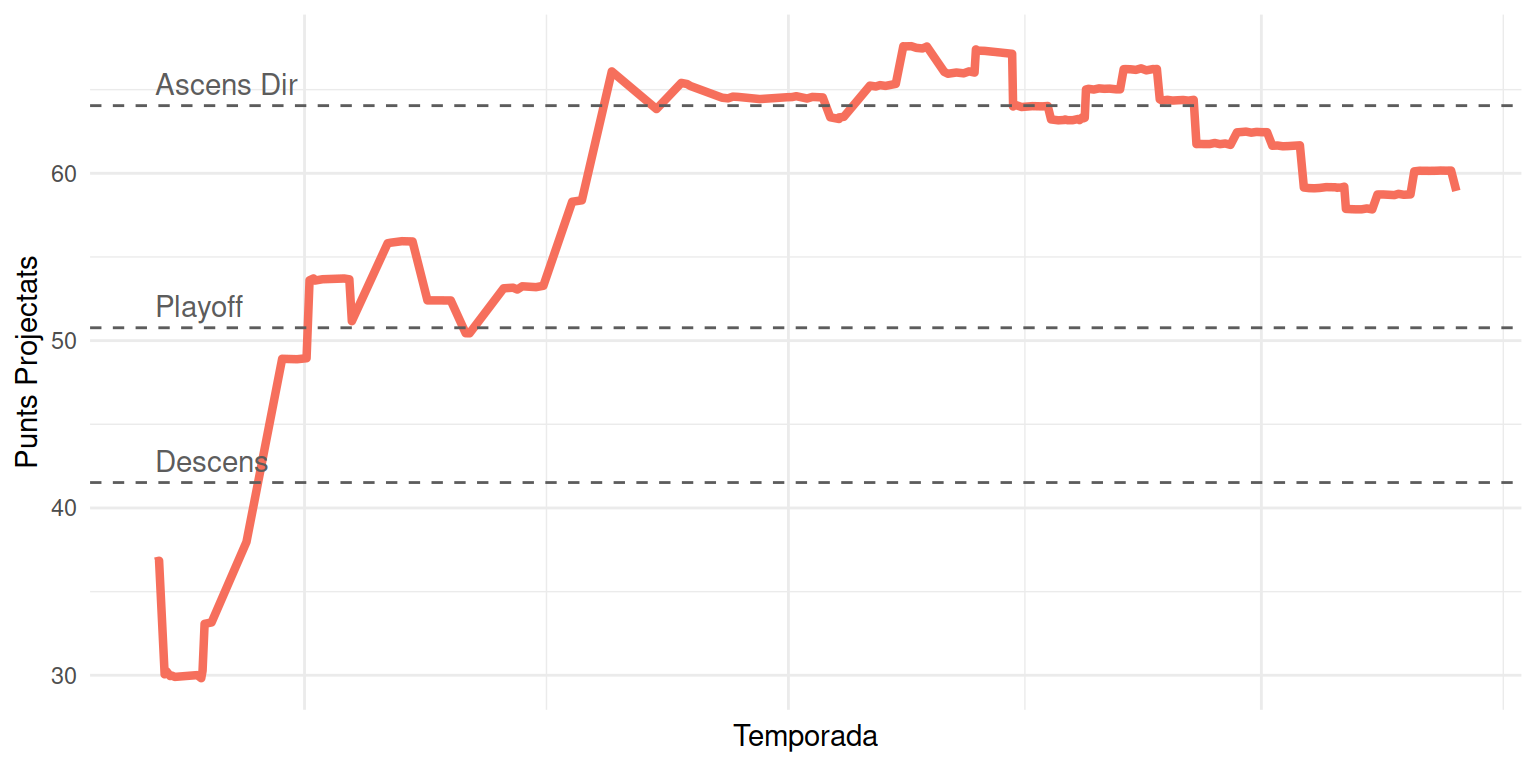 Ascens Dir
60
Playoff
50
Descens
40
30
Punts Projectats
Temporada